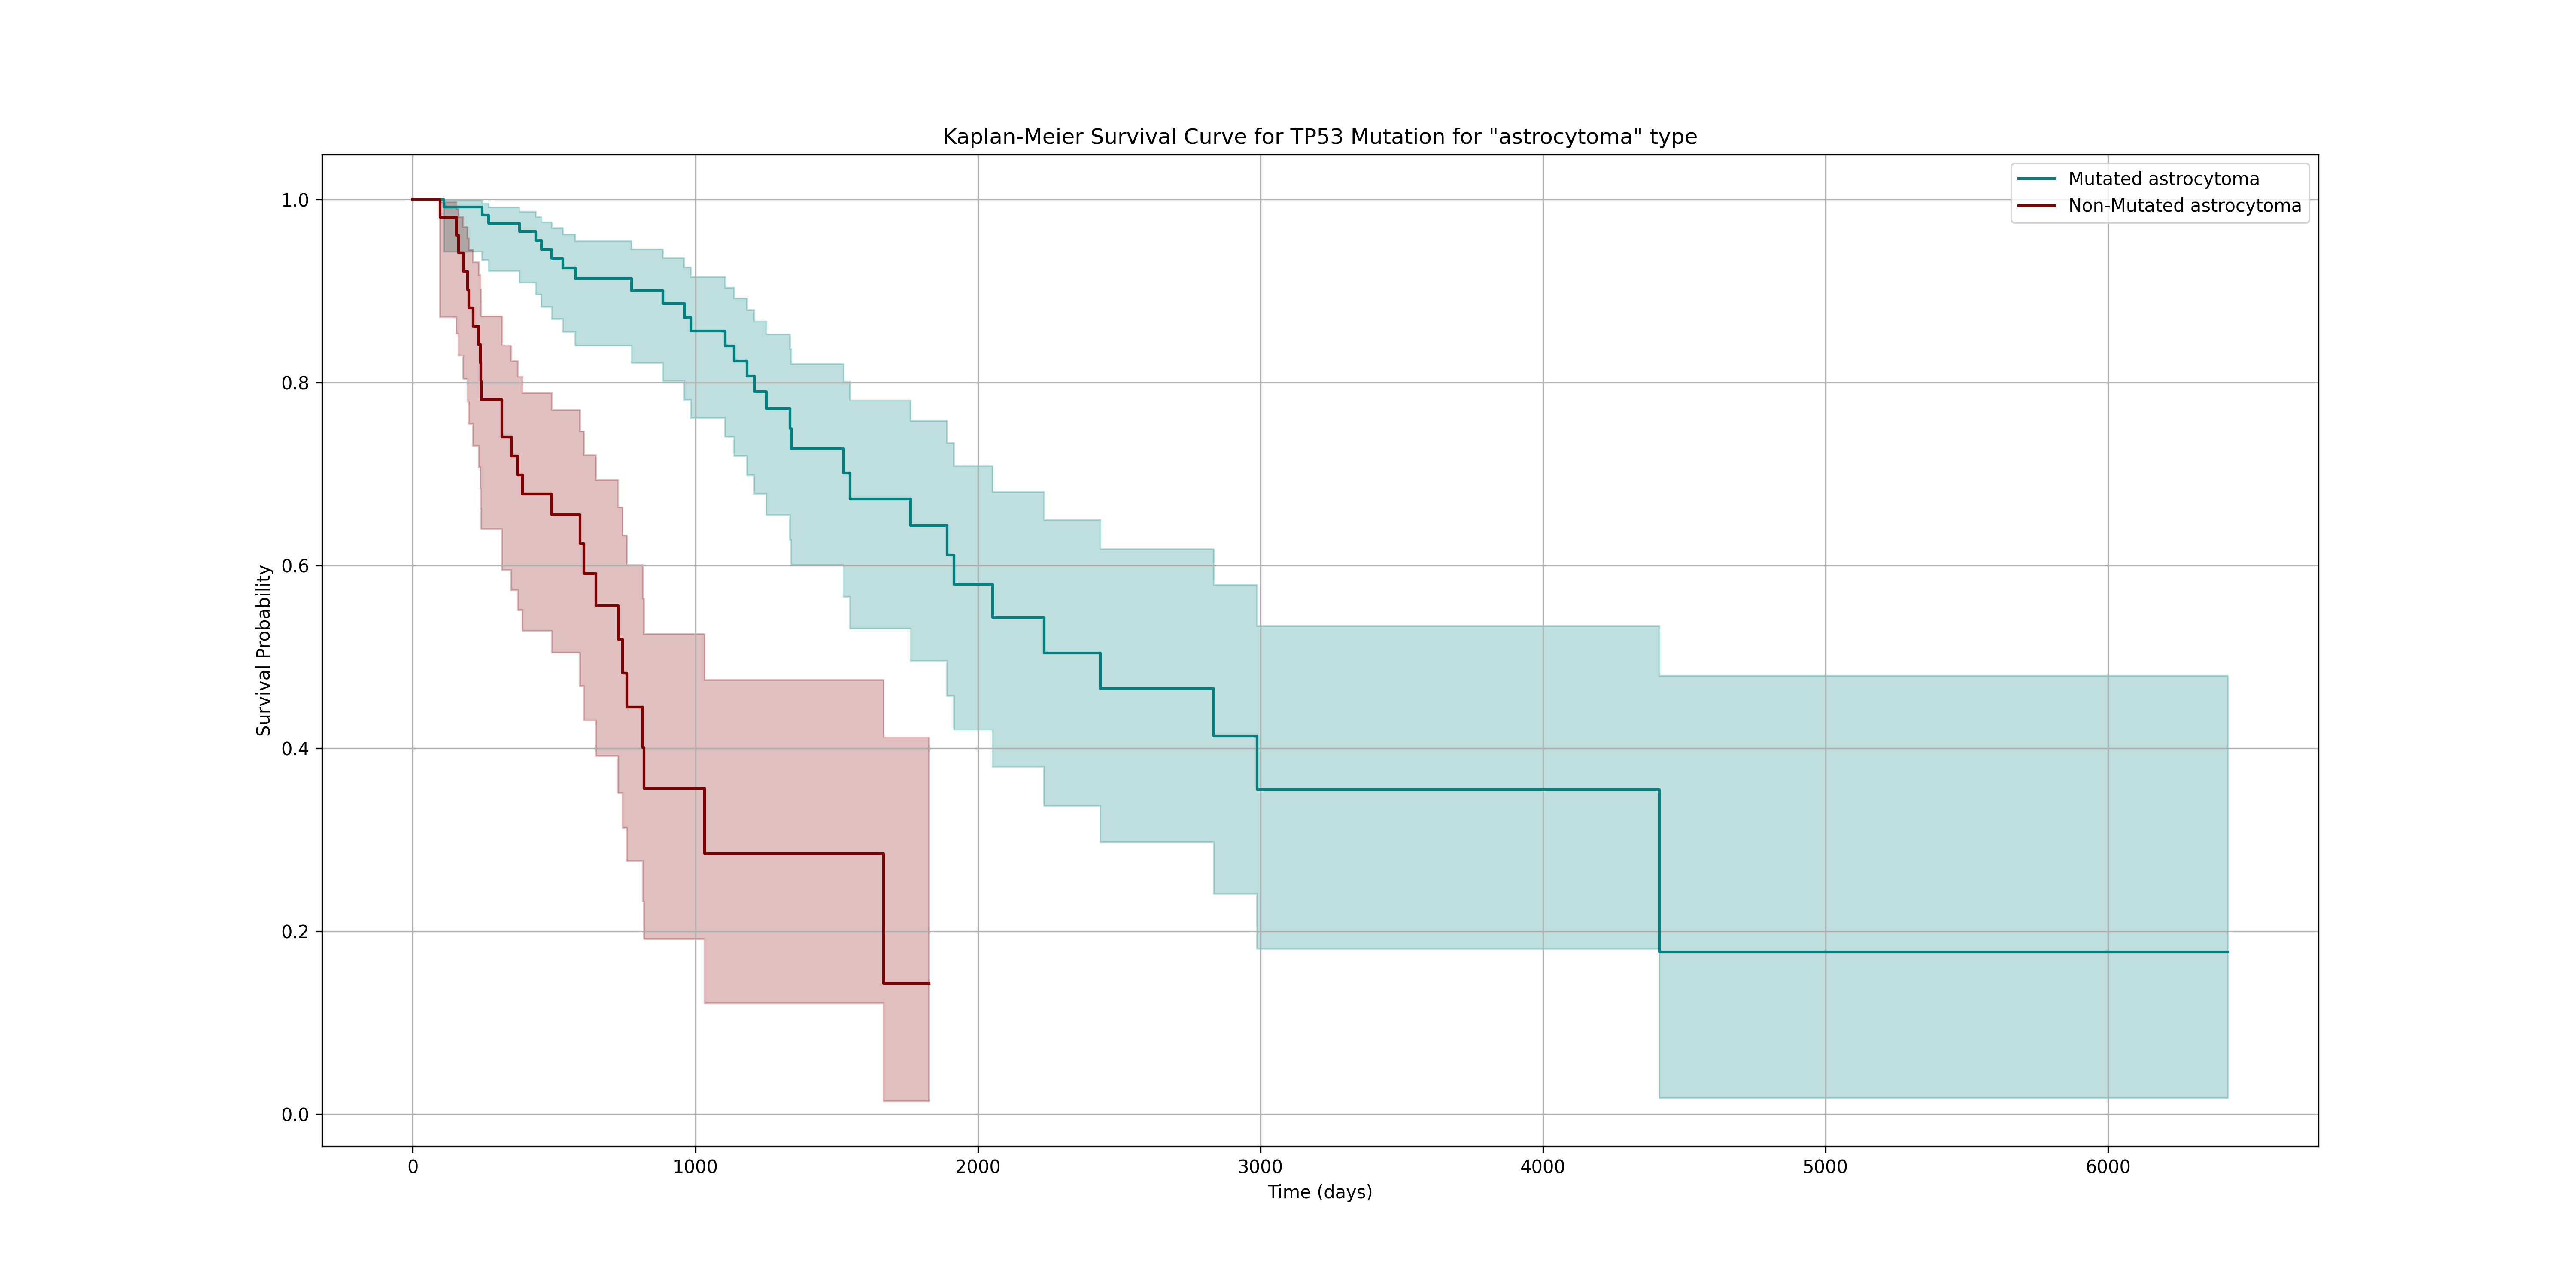 Kaplan-Meier Survival Curve for TP53 Mutation for "astrocytoma" type
Mutated astrocytoma
Non-Mutated astrocytoma
Survival Probability
1.0
0.8
0.6
0.4
0.2
0.0
0 1000 2000 3000 4000 5000 6000
Time (days)